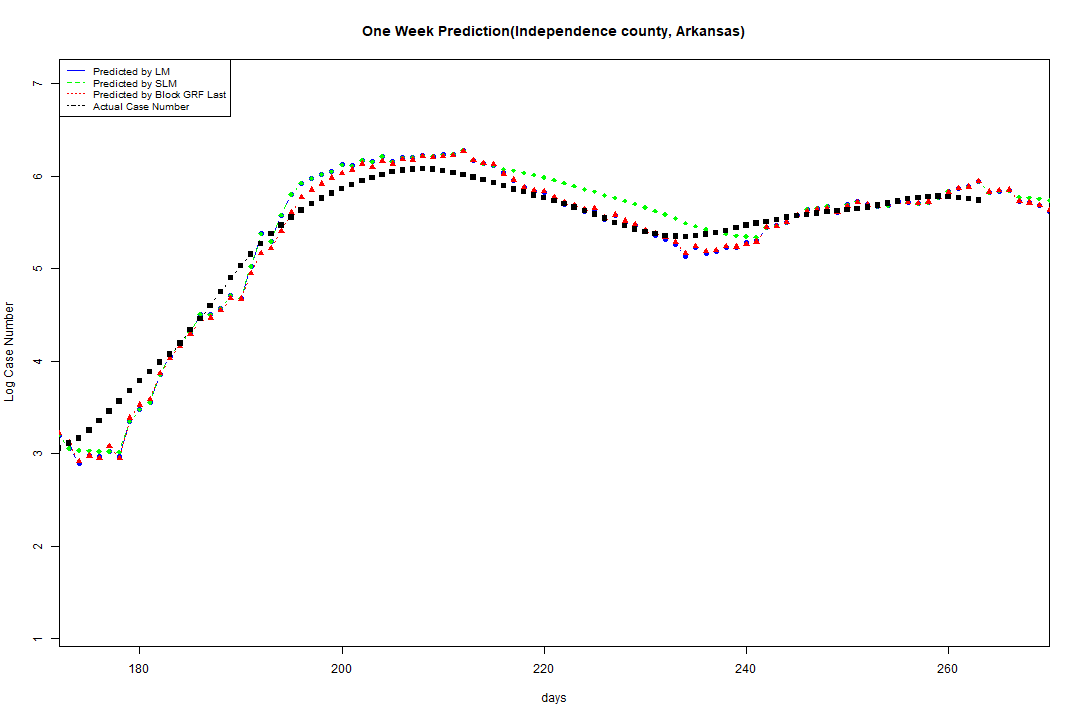 One Week Prediction(Independence county, Arkansas)
Predicted by LM
Predicted by SLM
Predicted by Block GRF Last
Actual Case Number
7
6
5
4
3
2
1
Log Case Number
180 200 220 240 260
days